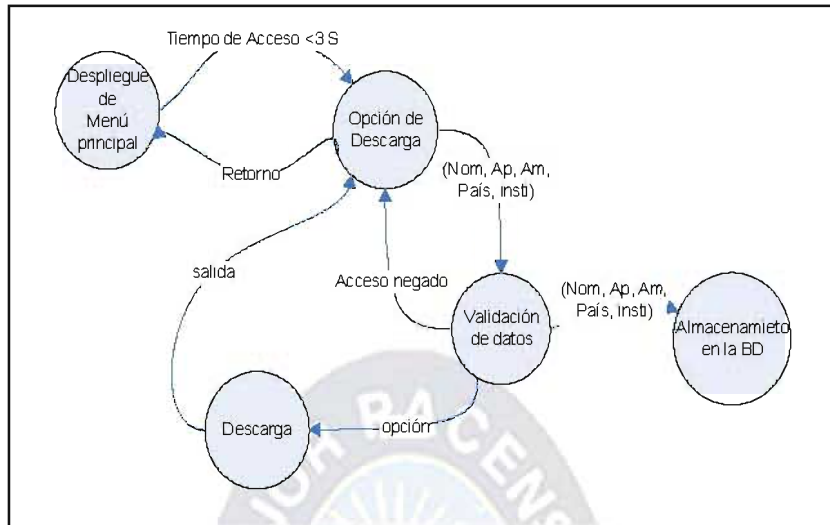 Tiempo de Acceso <3 S
Despliegue
de
Menú
principal
Opción de
Descarga
Retorno
(Nom, Ap, Am,
País, insti)
salida
Acceso negado
(Nom, Ap, Am,
País, insti)
Validación
de datos
Almacenamieto
en la BD
Descarga
opción